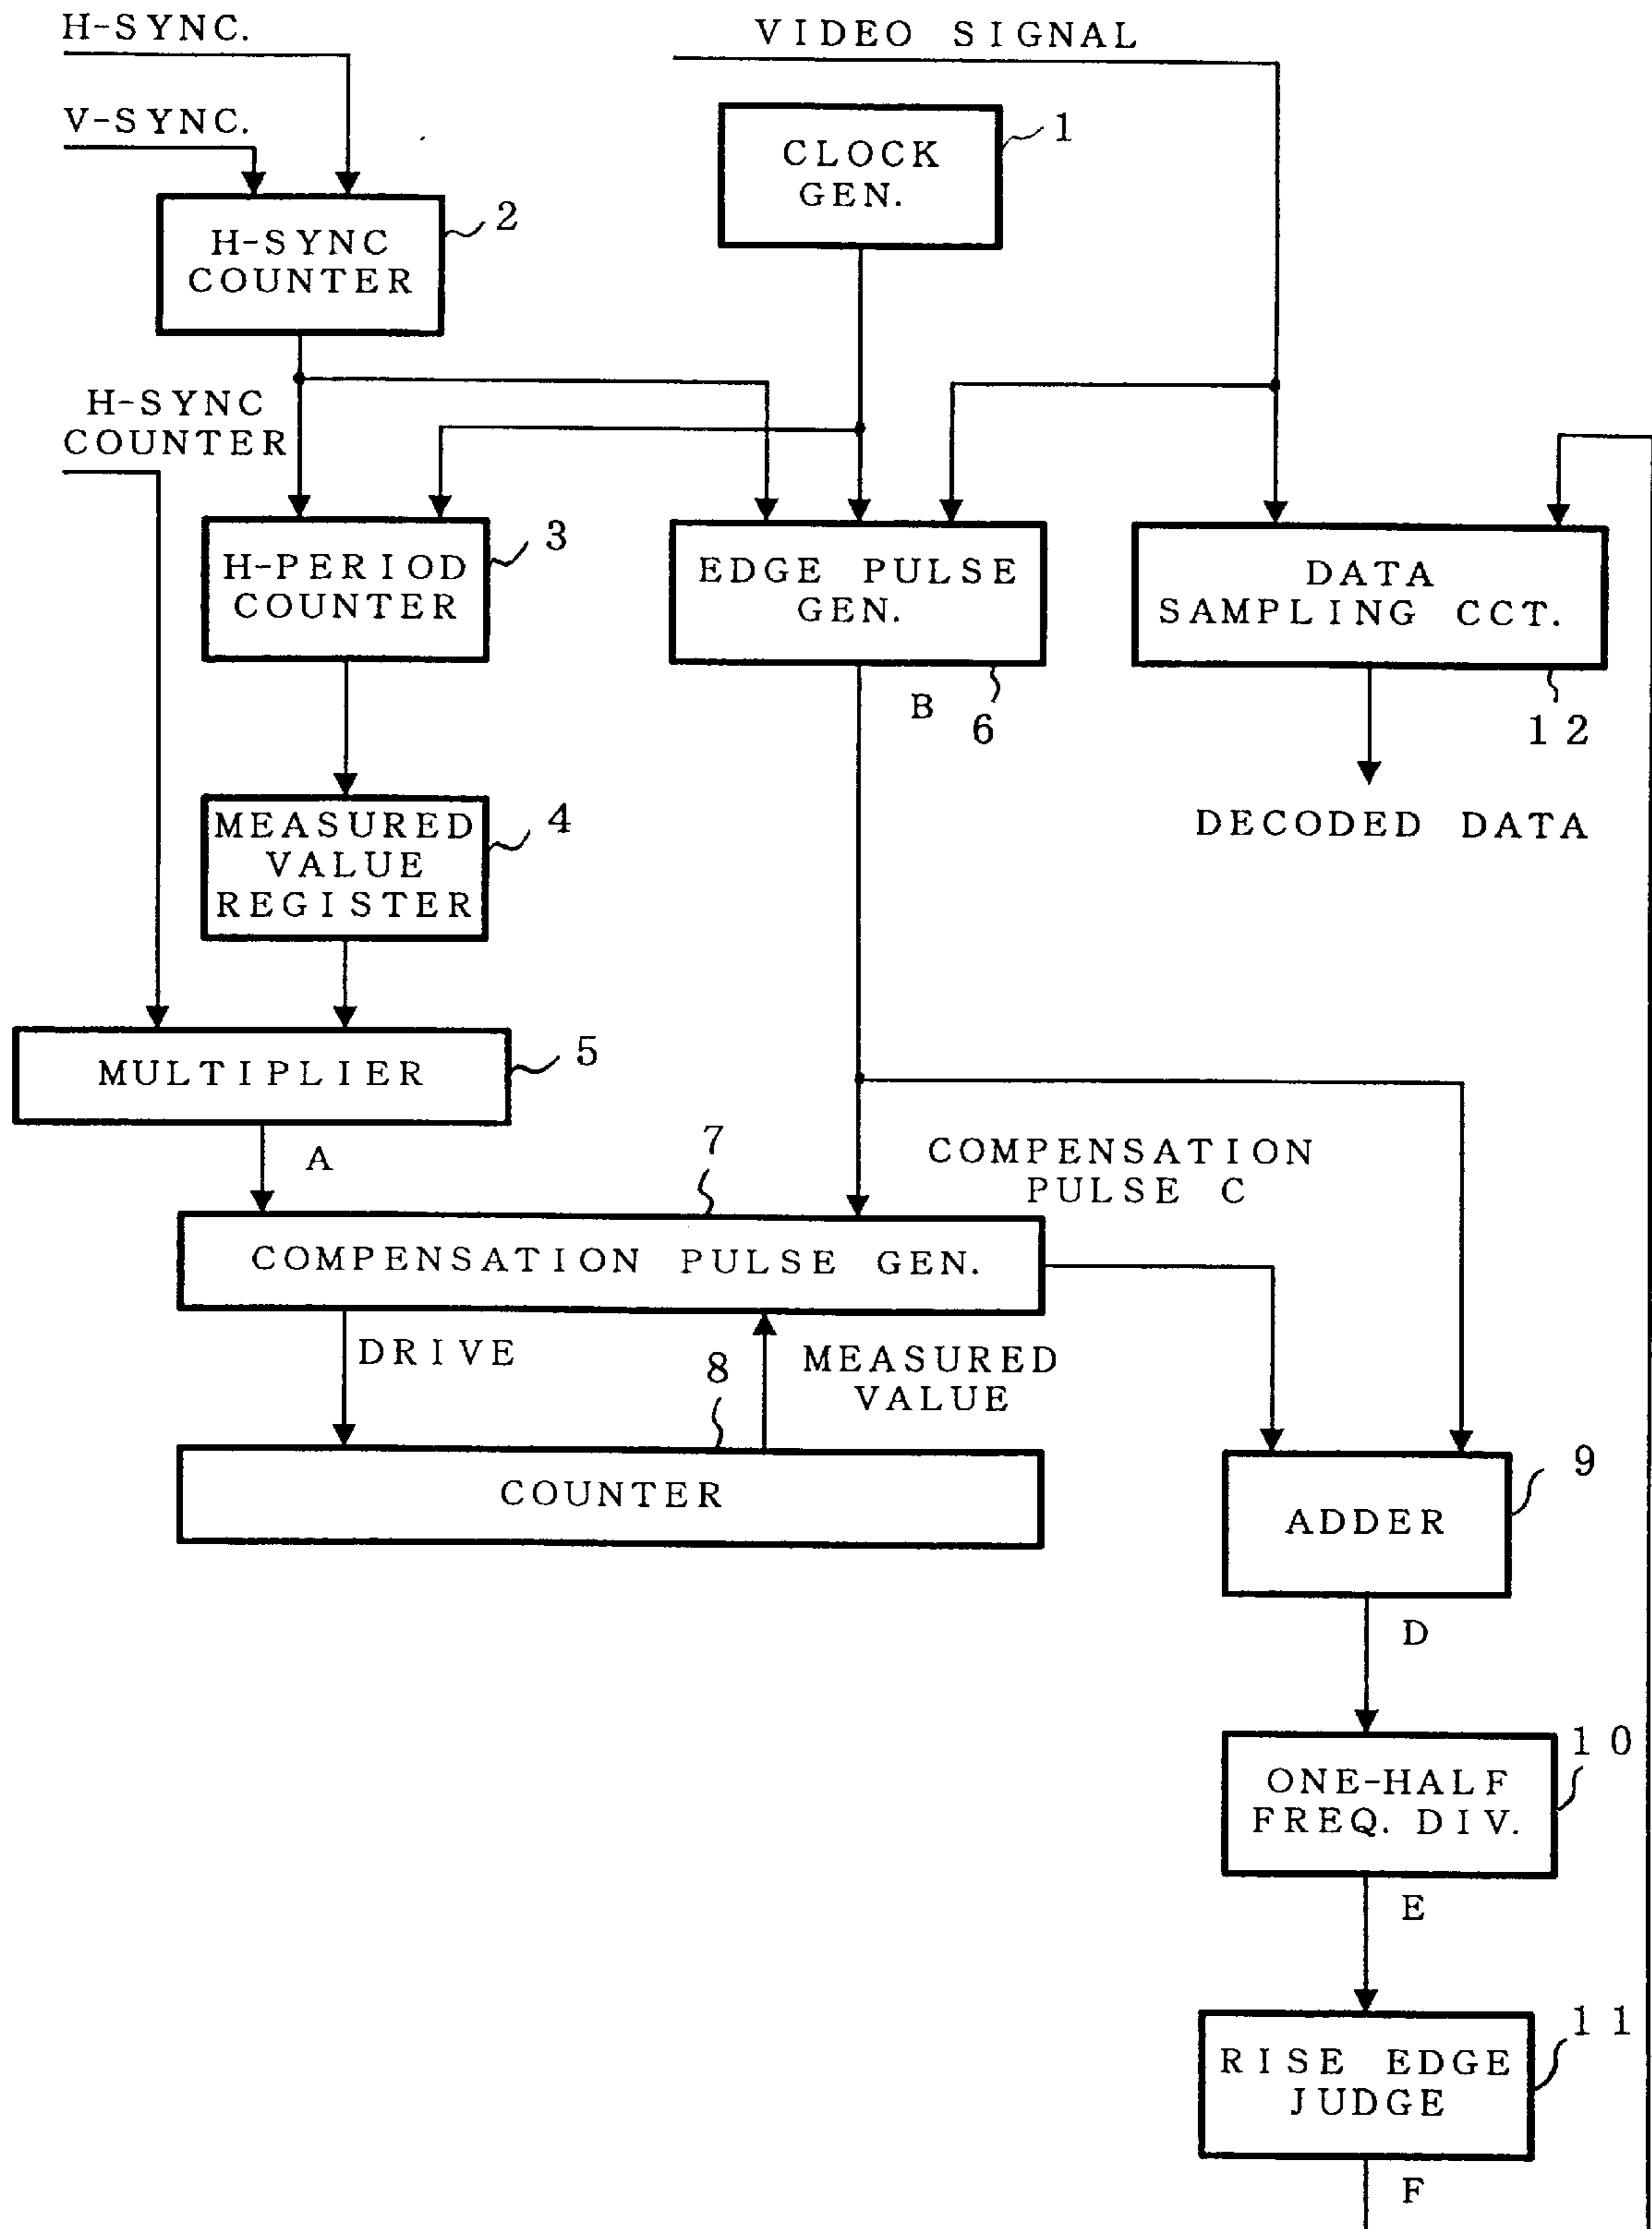 H-SYNC.
VIDEO SIGNAL
V-SYNC.
1
CLOCK
GEN.
2
H-SYNC
COUNTER
H-SYNC
COUNTER
3
H-PERIOD
COUNTER
EDGE PULSE
GEN.
DATA
SAMPLING CCT.
B
6
12
4
MEASURED
VALUE
REGISTER
DECODED DATA
5
MULTIPLIER
A
7
COMPENSATION
PULSE C
COMPENSATION PULSE GEN.
DRIVE
8
MEASURED
VALUE
COUNTER
9
ADDER
D
10
ONE-HALF
FREQ. DIV.
E
11
RISE EDGE
JUDGE
F